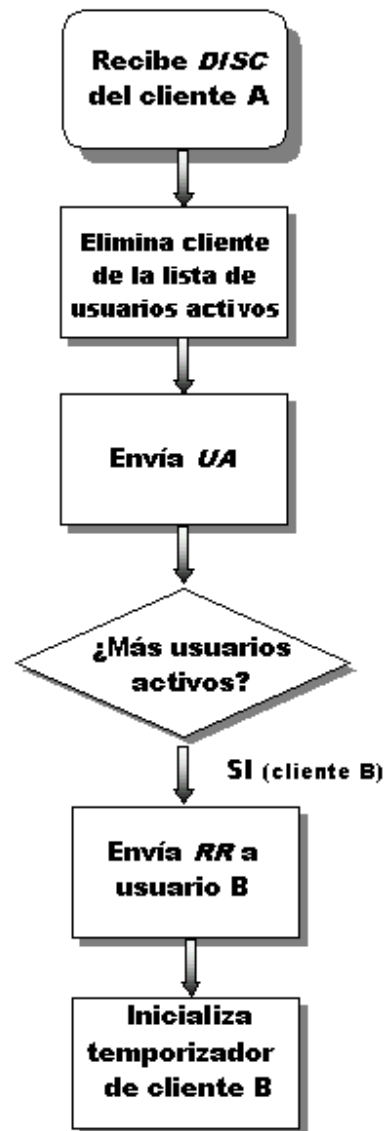 Recibe DISC
del cliente A
Elimina cliente
de la lista de
usuarios activos
Envía UA
¿Más usuarios
activos?
SI (cliente B)
Envía RR a
usuario B
Inicializa
temporizador
de cliente B